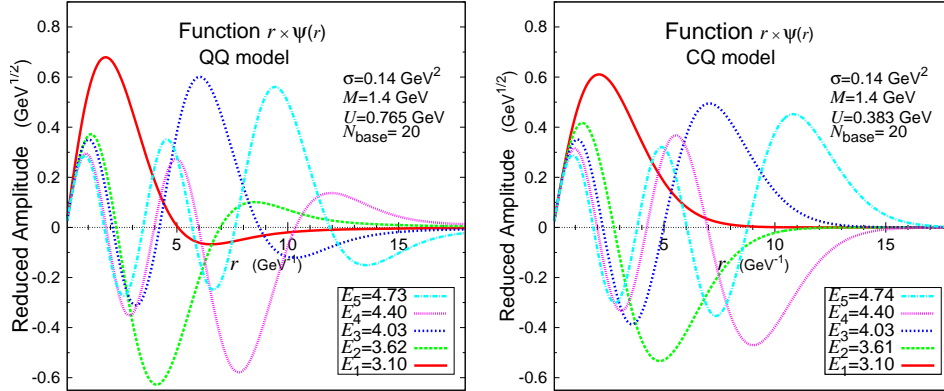 Function r × ψ(r)
QQ model
σ=0.14 GeV²
M=1.4 GeV
U=0.765 GeV
N_base= 20
Reduced Amplitude (GeV^1/2)
0.8
0.6
0.4
0.2
0
-0.2
-0.4
-0.6
5
10
15
r (GeV⁻¹)
E₅=4.73
E₄=4.40
E₃=4.03
E₂=3.62
E₁=3.10
Function r × ψ(r)
CQ model
σ=0.14 GeV²
M=1.4 GeV
U=0.383 GeV
N_base= 20
Reduced Amplitude (GeV^1/2)
0.8
0.6
0.4
0.2
0
-0.2
-0.4
-0.6
5
10
15
r (GeV⁻¹)
E₅=4.74
E₄=4.40
E₃=4.03
E₂=3.61
E₁=3.10